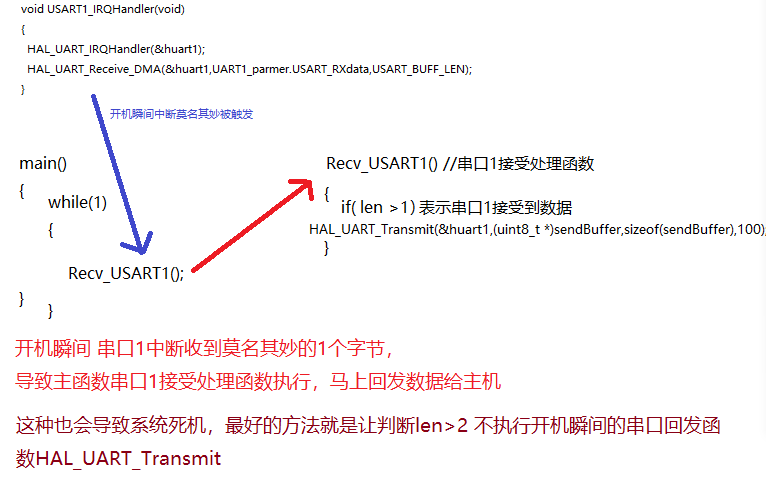 void USART1_IRQHandler(void)
{
HAL_UART_IRQHandler(&huart1);
HAL_UART_Receive_DMA(&huart1,UART1_parmer.USART_RXdata,USART_BUFF_LEN);
}
开机瞬间中断莫名其妙被触发
main()
{
while(1)
{
Recv_USART1();
}
}
Recv_USART1() //串口1接受处理函数
{
if( len >1) 表示串口1接受到数据
HAL_UART_Transmit(&huart1,(uint8_t *)sendBuffer,sizeof(sendBuffer),100);
}
开机瞬间 串口1中断收到莫名其妙的1个字节，
导致主函数串口1接受处理函数执行，马上回发数据给主机
这种也会导致系统死机，最好的方法就是让判断len>2 不执行开机瞬间的串口回发函
数HAL_UART_Transmit